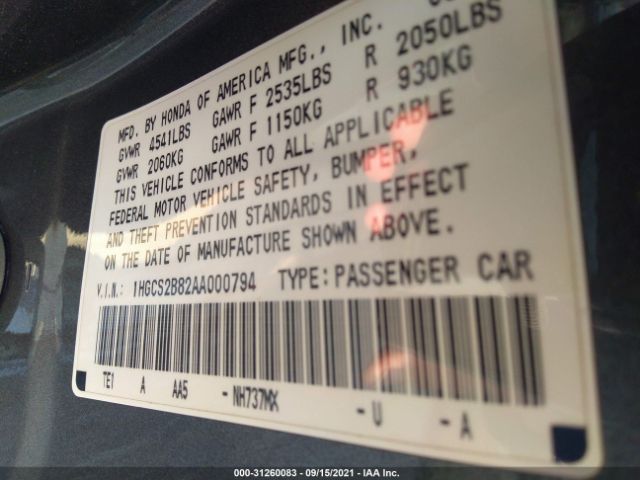 MFD. BY HONDA OF AMERICA MFG., INC.
GVWR 4541LBS GAWR F 2535LBS R 2050LBS
GVWR 2060KG GAWR F 1150KG R 930KG
THIS VEHICLE CONFORMS TO ALL APPLICABLE
FEDERAL MOTOR VEHICLE SAFETY, BUMPER,
AND THEFT PREVENTION STANDARDS IN EFFECT
ON THE DATE OF MANUFACTURE SHOWN ABOVE.
V.I.N.: 1HGCS2B82AA000794 TYPE:PASSENGER CAR
TE1 A AA5 -NH737MX -U -A
000-31260083 - 09/15/2021 - IAA Inc.